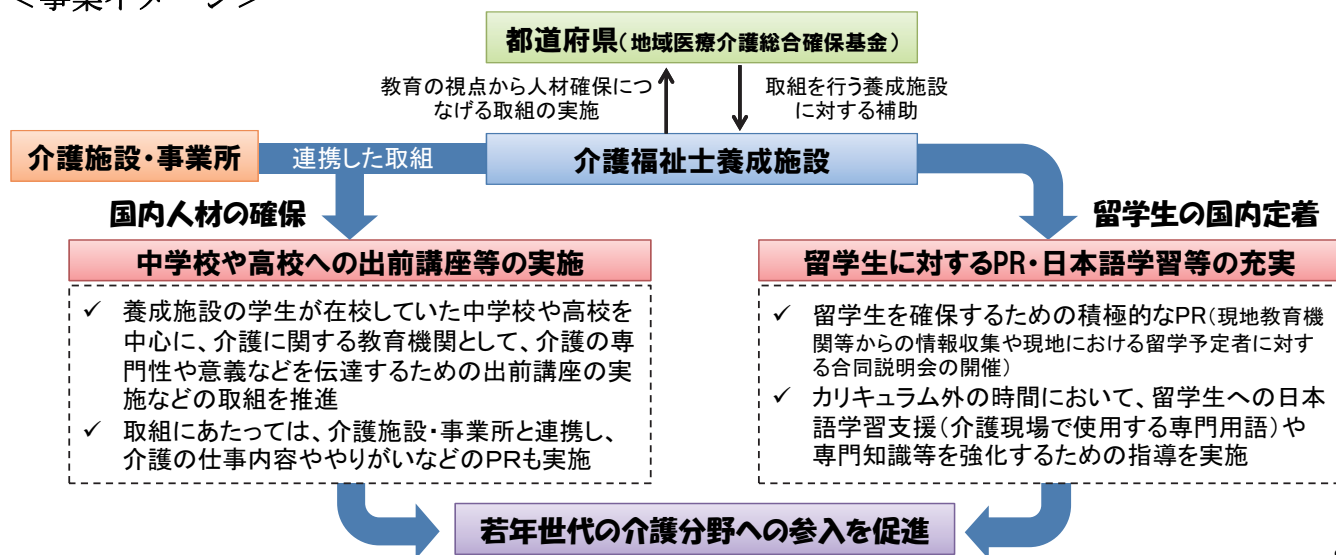 ＜事業イメージ＞
都道府県（地域医療介護総合確保基金）
教育の視点から人材確保につ
なげる取組の実施
取組を行う養成施設
に対する補助
介護施設・事業所
連携した取組
介護福祉士養成施設
国内人材の確保
留学生の国内定着
中学校や高校への出前講座等の実施
✓ 養成施設の学生が在校していた中学校や高校を
中心に、介護に関する教育機関として、介護の専
門性や意義などを伝達するための出前講座の実
施などの取組を推進
✓ 取組にあたっては、介護施設・事業所と連携し、
介護の仕事内容ややりがいなどのPRも実施
留学生に対するPR・日本語学習等の充実
✓ 留学生を確保するための積極的なPR（現地教育機
関等からの情報収集や現地における留学予定者に対す
る合同説明会の開催）
✓ カリキュラム外の時間において、留学生への日本
語学習支援（介護現場で使用する専門用語）や
専門知識等を強化するための指導を実施
若年世代の介護分野への参入を促進